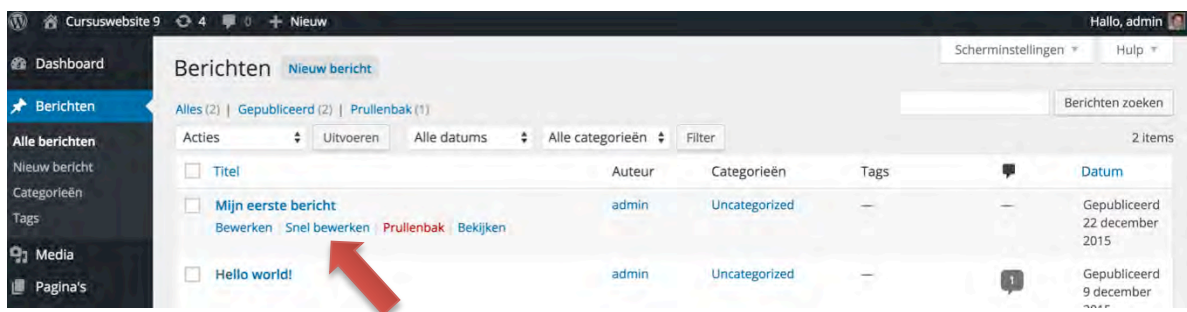 Cursuswebsite 9 4 0 + Nieuw Hallo, admin
Scherminstellingen Hulp
Dashboard
Berichten Nieuw bericht
Berichten
Alles (2) | Gepubliceerd (2) | Prullenbak (1) Berichten zoeken
Alle berichten
Acties Uitvoeren Alle datums Alle categorieën Filter 2 items
Nieuw bericht
Titel Auteur Categorieën Tags Datum
Categorieën
Mijn eerste bericht admin Uncategorized — — Gepubliceerd
Tags
Bewerken | Snel bewerken | Prullenbak | Bekijken 22 december
2015
Media
Hello world! admin Uncategorized — 1 Gepubliceerd
Pagina's
9 december